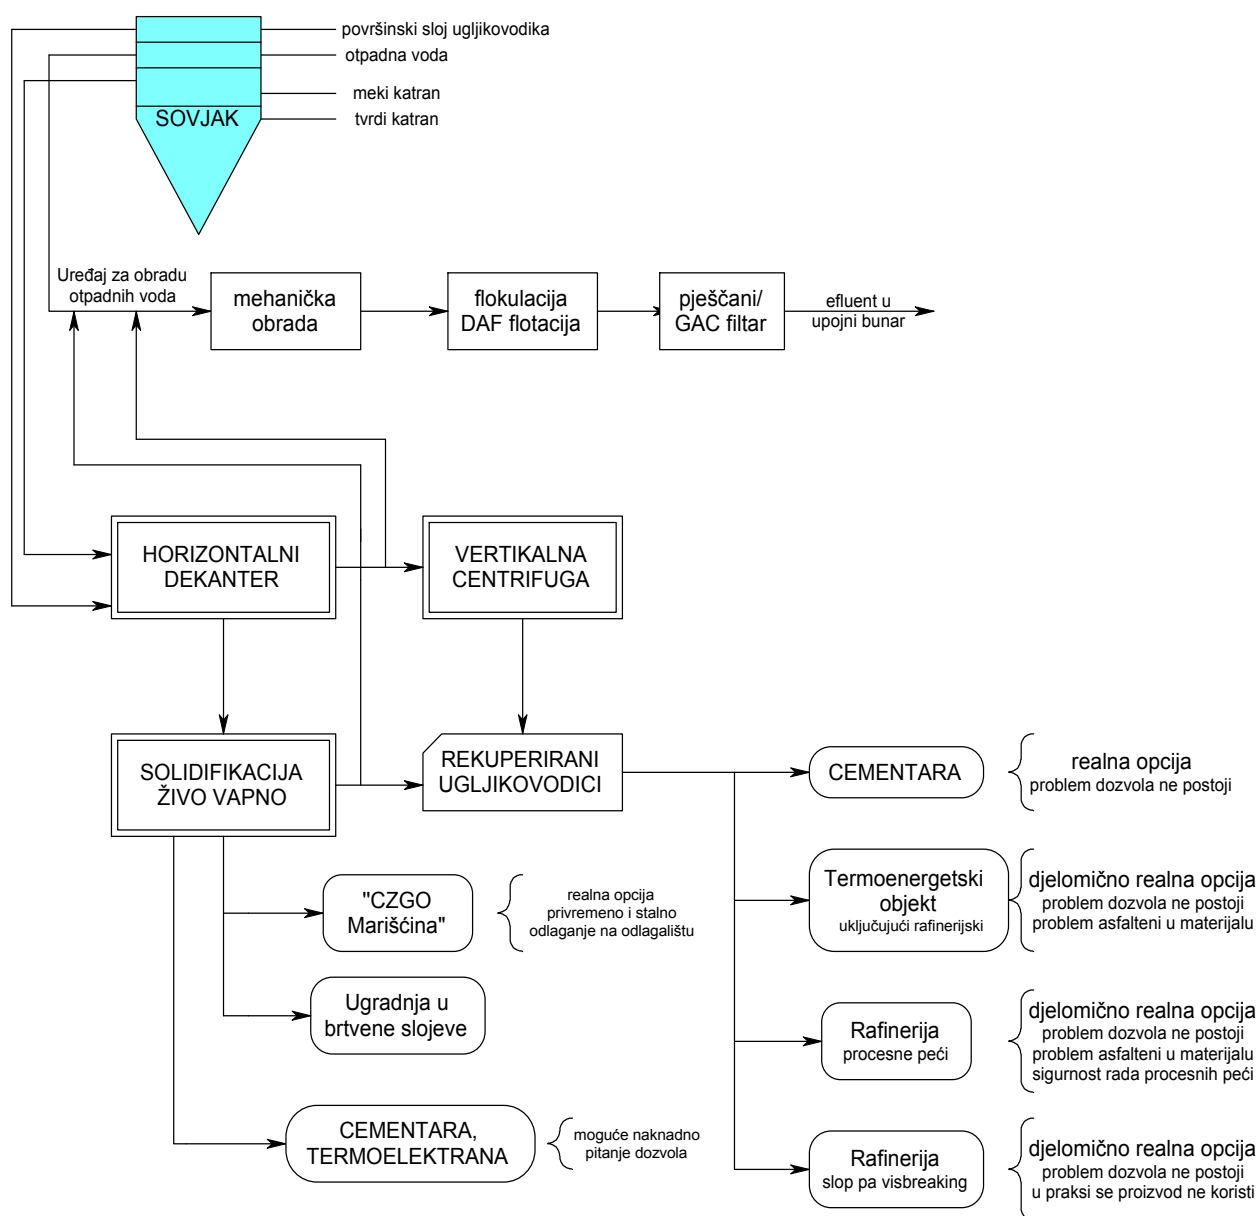 površinski sloj ugljikovodika
otpadna voda
meki katran
SOVJAK
tvrdi katran
Uređaj za obradu
otpadnih voda
mehanička
obrada
flokulacija
DAF flotacija
pješčani/
GAC filtar
efluent u
upojni bunar
HORIZONTALNI
DEKANTER
VERTIKALNA
CENTRIFUGA
SOLIDIFIKACIJA
ŽIVO VAPNO
REKUPERIRANI
UGLJIKOVODICI
CEMENTARA
realna opcija
problem dozvola ne postoji
"CZGO
Marišćina"
realna opcija
privremeno i stalno
odlaganje na odlagalištu
Termoenergetski
objekt
uključujući rafinerijski
djelomično realna opcija
problem dozvola ne postoji
problem asfalteni u materijalu
Ugradnja u
brtvene slojeve
Rafinerija
procesne peći
djelomično realna opcija
problem dozvola ne postoji
problem asfalteni u materijalu
sigurnost rada procesnih peći
CEMENTARA,
TERMOELEKTRANA
moguće naknadno
pitanje dozvola
Rafinerija
slop pa visbreaking
djelomično realna opcija
problem dozvola ne postoji
u praksi se proizvod ne koristi